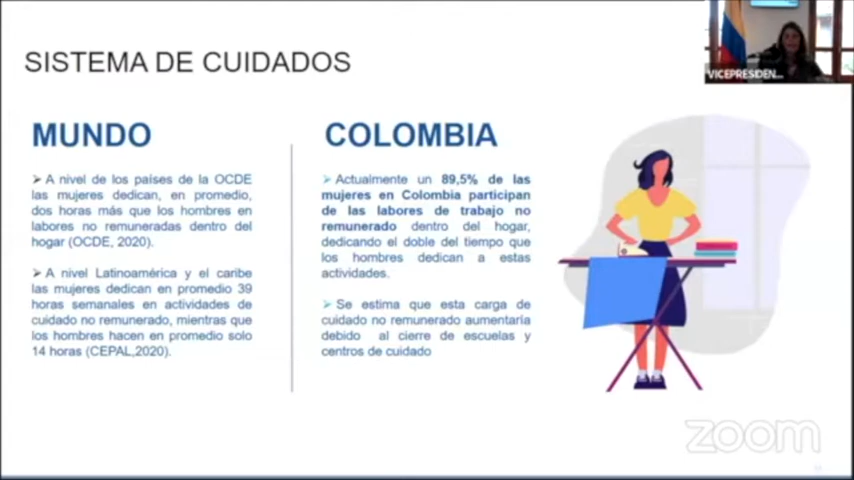 VICEPRESIDEN...
SISTEMA DE CUIDADOS
MUNDO
➢ A nivel de los países de la OCDE
las mujeres dedican, en promedio,
dos horas más que los hombres en
labores no remuneradas dentro del
hogar (OCDE, 2020).
➢ A nivel Latinoamérica y el caribe
las mujeres dedican en promedio 39
horas semanales en actividades de
cuidado no remunerado, mientras que
los hombres hacen en promedio solo
14 horas (CEPAL,2020).
COLOMBIA
➢ Actualmente un 89,5% de las
mujeres en Colombia participan
de las labores de trabajo no
remunerado dentro del hogar,
dedicando el doble del tiempo que
los hombres dedican a estas
actividades.
➢ Se estima que esta carga de
cuidado no remunerado aumentaría
debido al cierre de escuelas y
centros de cuidado
zoom